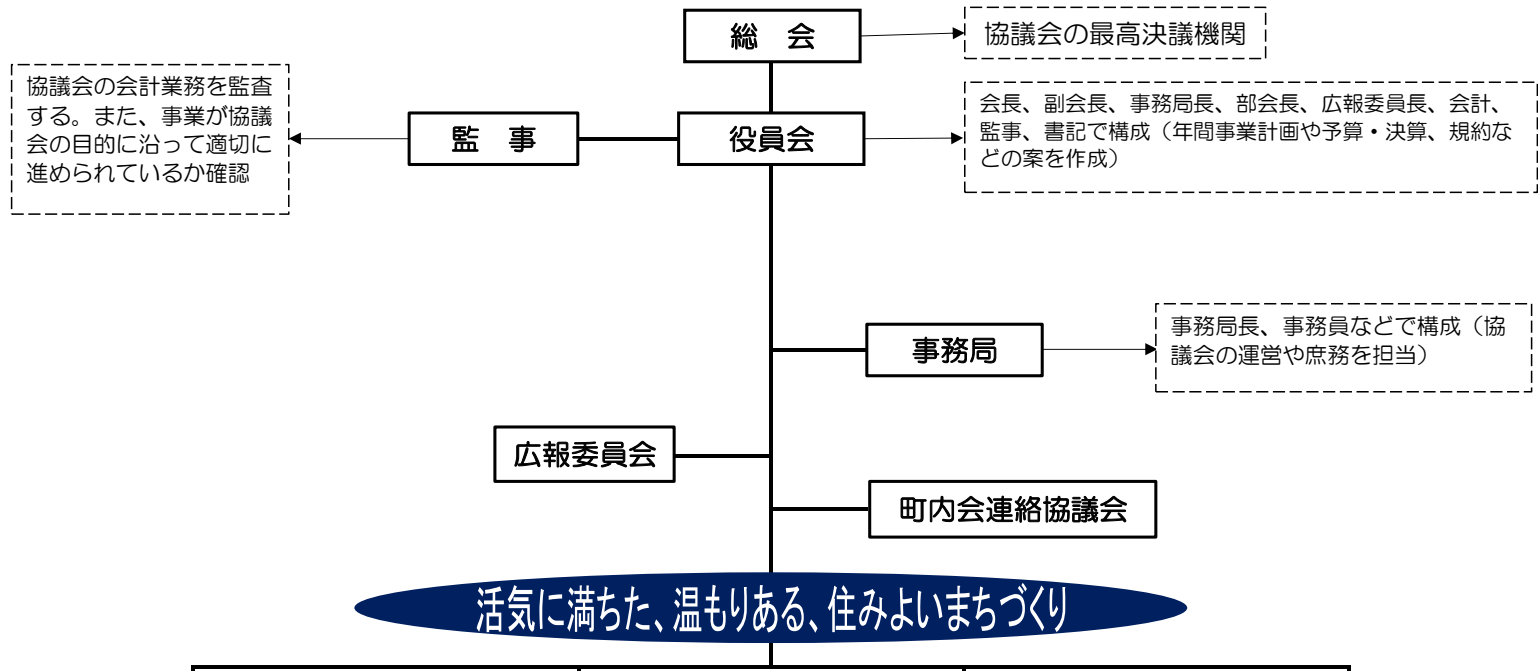 総　会
協議会の最高決議機関
協議会の会計業務を監査
する。また、事業が協議
会の目的に沿って適切に
進められているか確認
監　事
役員会
会長、副会長、事務局長、部会長、広報委員長、会計、
監事、書記で構成（年間事業計画や予算・決算、規約な
どの案を作成）
事務局
事務局長、事務員などで構成（協
議会の運営や庶務を担当）
広報委員会
町内会連絡協議会
活気に満ちた、温もりある、住みよいまちづくり